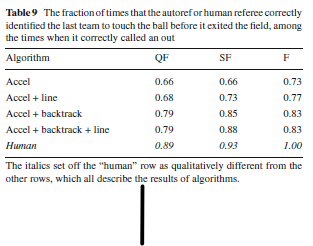 Table 9 The fraction of times that the autoref or human referee correctly
identified the last team to touch the ball before it exited the field, among
the times when it correctly called an out
Algorithm QF SF F
Accel 0.66 0.66 0.73
Accel + line 0.68 0.73 0.77
Accel + backtrack 0.79 0.85 0.83
Accel + backtrack + line 0.79 0.88 0.83
Human 0.89 0.93 1.00
The italics set off the “human” row as qualitatively different from the
other rows, which all describe the results of algorithms.